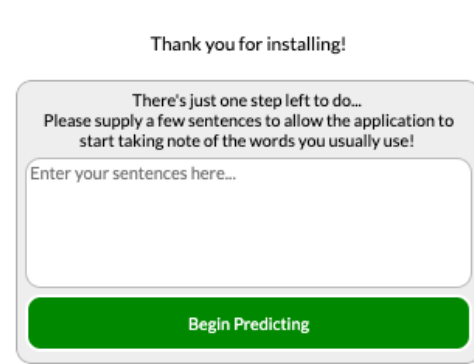 Thank you for installing!
There's just one step left to do...
Please supply a few sentences to allow the application to
start taking note of the words you usually use!
Enter your sentences here...
Begin Predicting